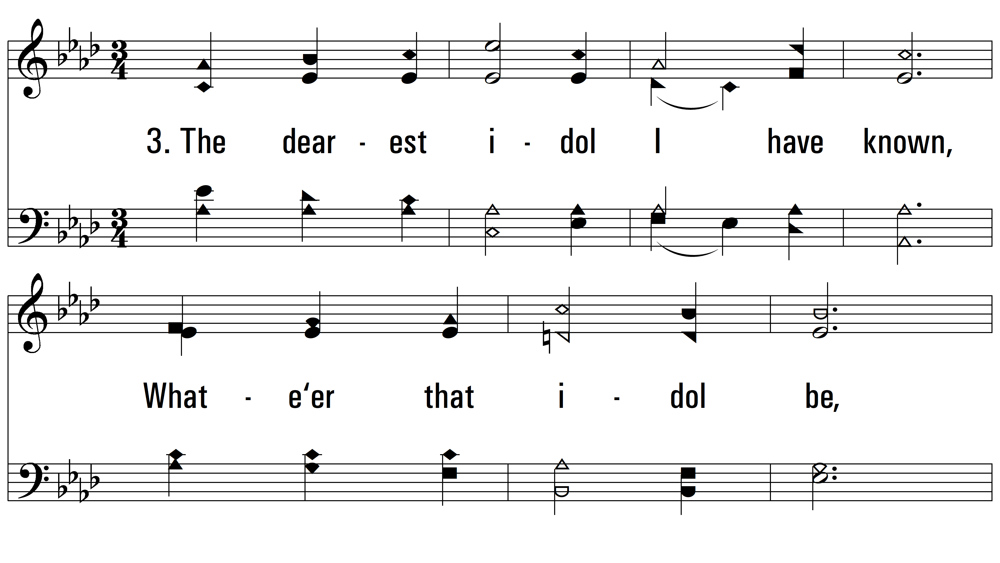 3. The dear - est i - dol I have known,
What - e‘er that i - dol be,